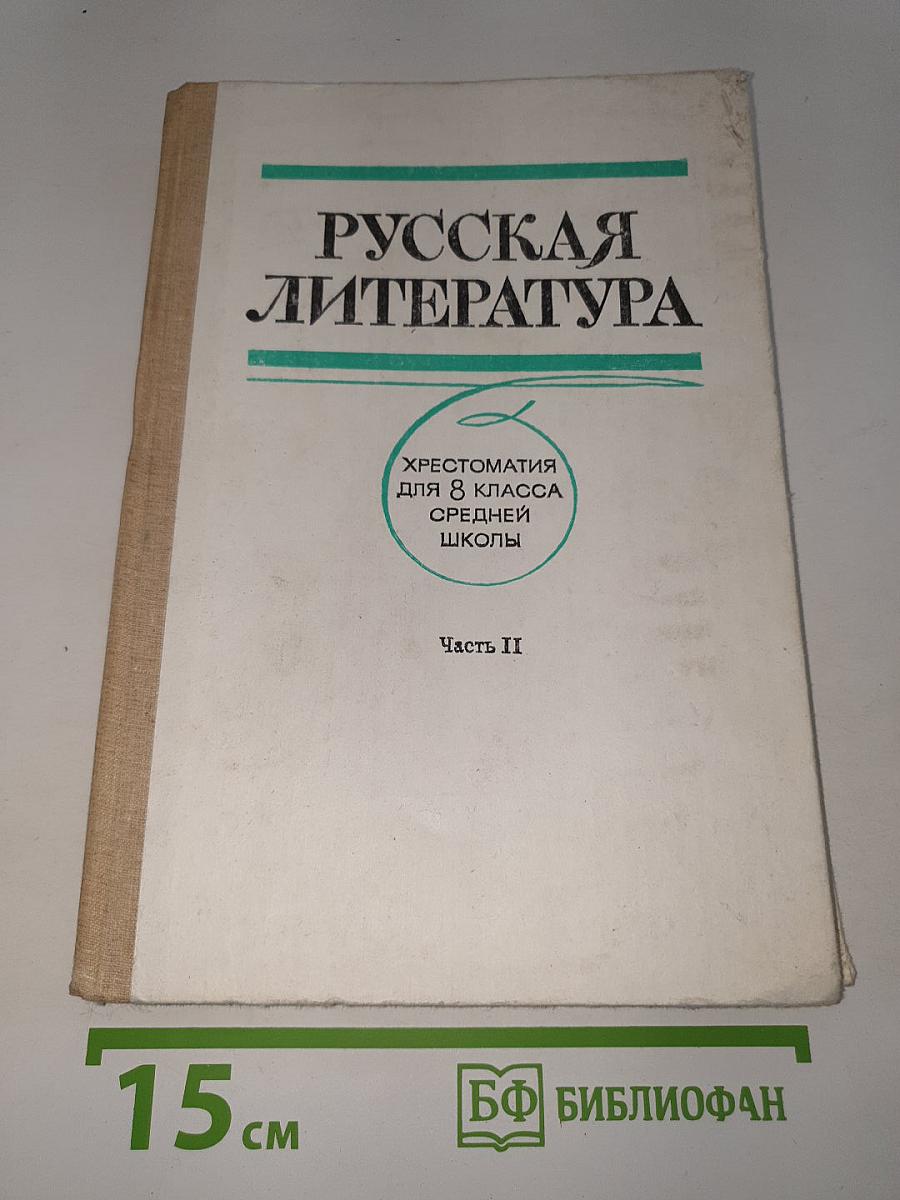 РУССКАЯ
ЛИТЕРАТУРА
ХРЕСТОМАТИЯ
ДЛЯ 8 КЛАССА
СРЕДНЕЙ
ШКОЛЫ
Часть II
15 см
БФ БИБЛИОФАН